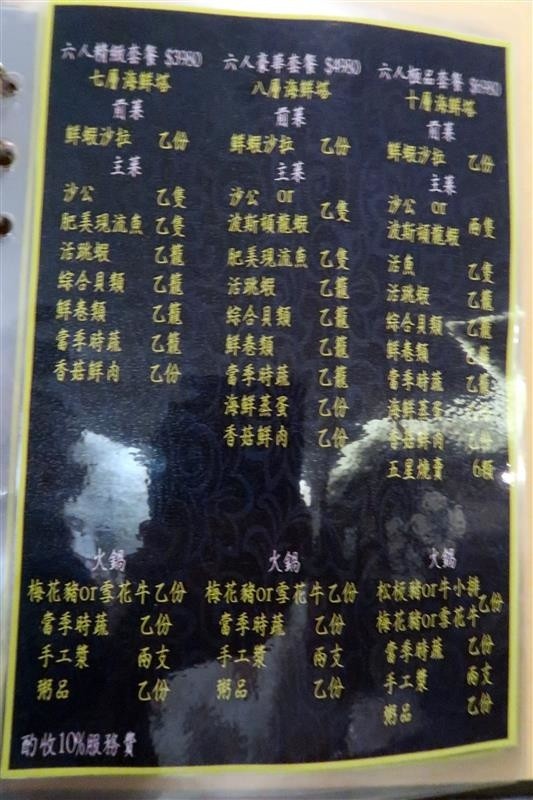 六人精緻套餐 $3980
七層海鮮塔
前菜
鮮蝦沙拉 乙份
主菜
沙公 乙隻
肥美現流魚 乙隻
活跳蝦 乙籠
綜合貝類 乙籠
鮮卷類 乙籠
當季時蔬 乙籠
香菇鮮肉 乙份
火鍋
梅花豬or雪花牛乙份
當季時蔬 乙份
手工漿 兩支
粥品 乙份
六人豪華套餐 $4980
八層海鮮塔
前菜
鮮蝦沙拉 乙份
主菜
沙公 or
波斯頓龍蝦 乙隻
肥美現流魚 乙隻
活跳蝦 乙籠
綜合貝類 乙籠
鮮卷類 乙籠
當季時蔬 乙籠
海鮮蒸蛋 乙份
香菇鮮肉 乙份
火鍋
梅花豬or雪花牛乙份
當季時蔬 乙份
手工漿 兩支
粥品 乙份
六人極品套餐 $6980
十層海鮮塔
前菜
鮮蝦沙拉 乙份
主菜
沙公 or
波斯頓龍蝦 兩隻
活魚 乙隻
活跳蝦 乙籠
綜合貝類 乙籠
鮮卷類 乙籠
當季時蔬 乙籠
海鮮蒸蛋 乙份
香菇鮮肉 乙份
五星燒賣 6顆
火鍋
松板豬or牛小排 乙份
梅花豬or雪花牛
當季時蔬 乙份
手工漿 兩支
粥品 乙份
酌收10%服務費